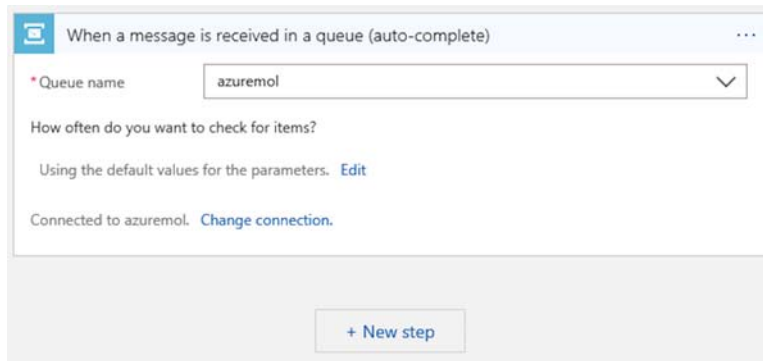 When a message is received in a queue (auto-complete)
* Queue name azuremol
How often do you want to check for items?
Using the default values for the parameters. Edit
Connected to azuremol. Change connection.
+ New step